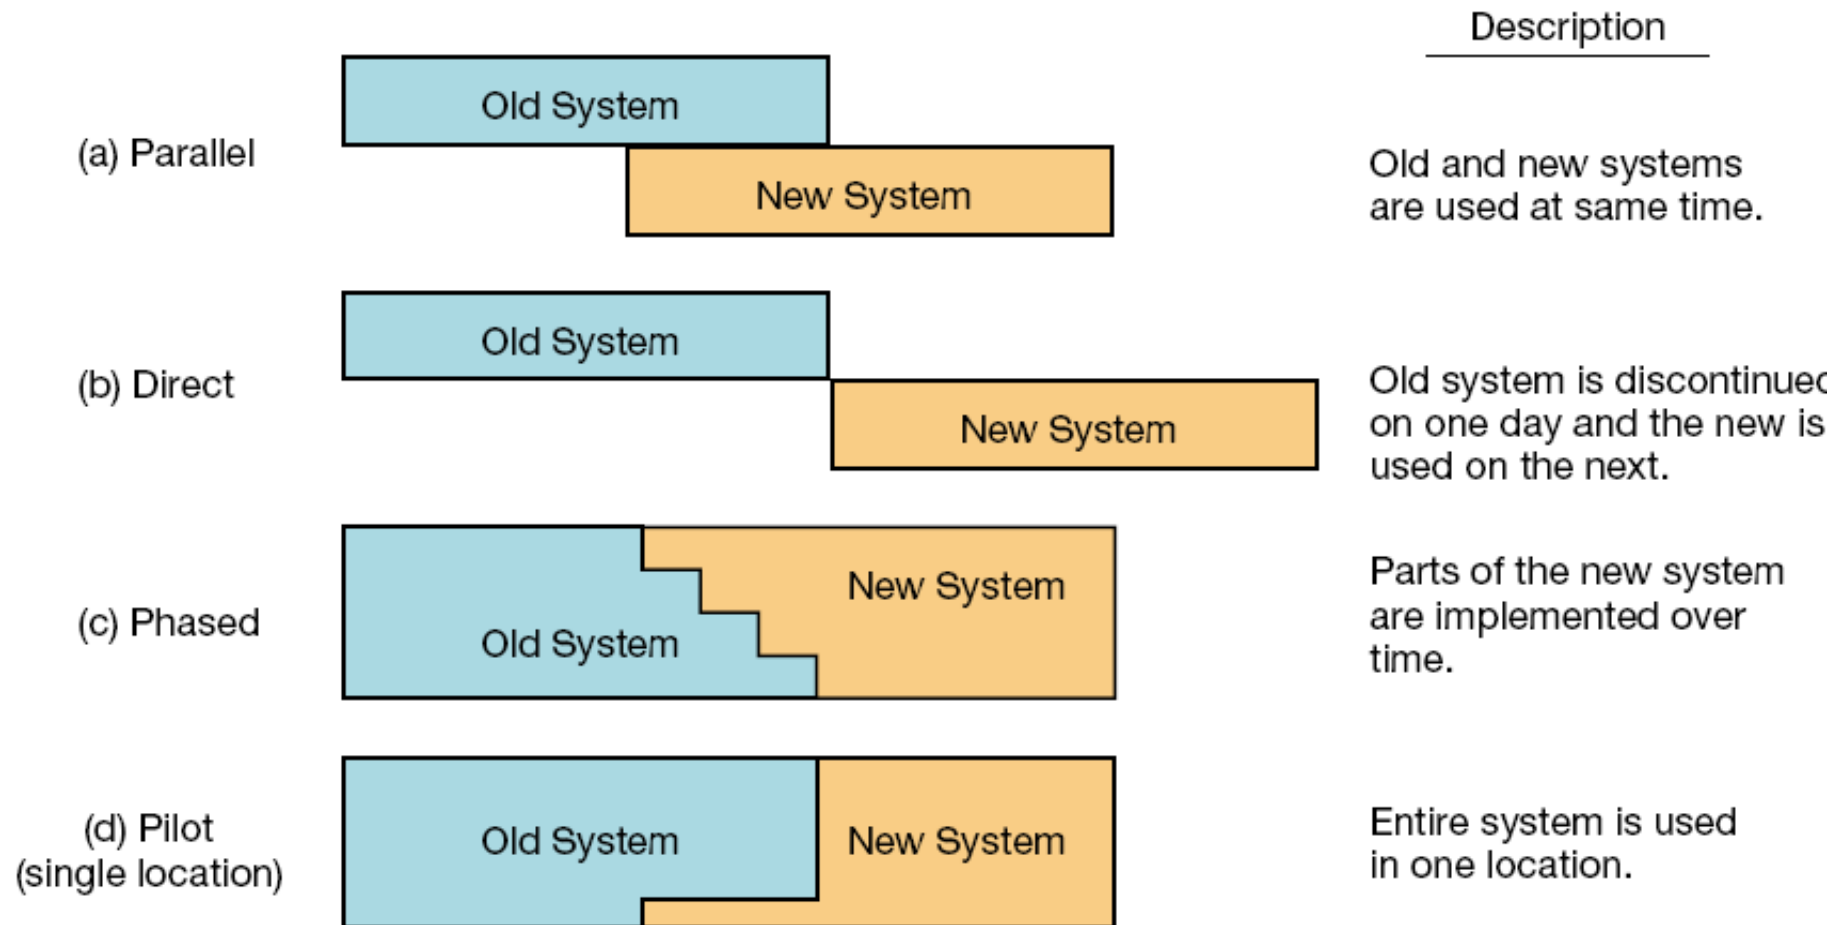 Description
Old System
(a) Parallel
New System
Old and new systems
are used at same time.
Old System
(b) Direct
New System
Old system is discontinued
on one day and the new is
used on the next.
(c) Phased
Old System
New System
Parts of the new system
are implemented over
time.
(d) Pilot
(single location)
Old System
New System
Entire system is used
in one location.